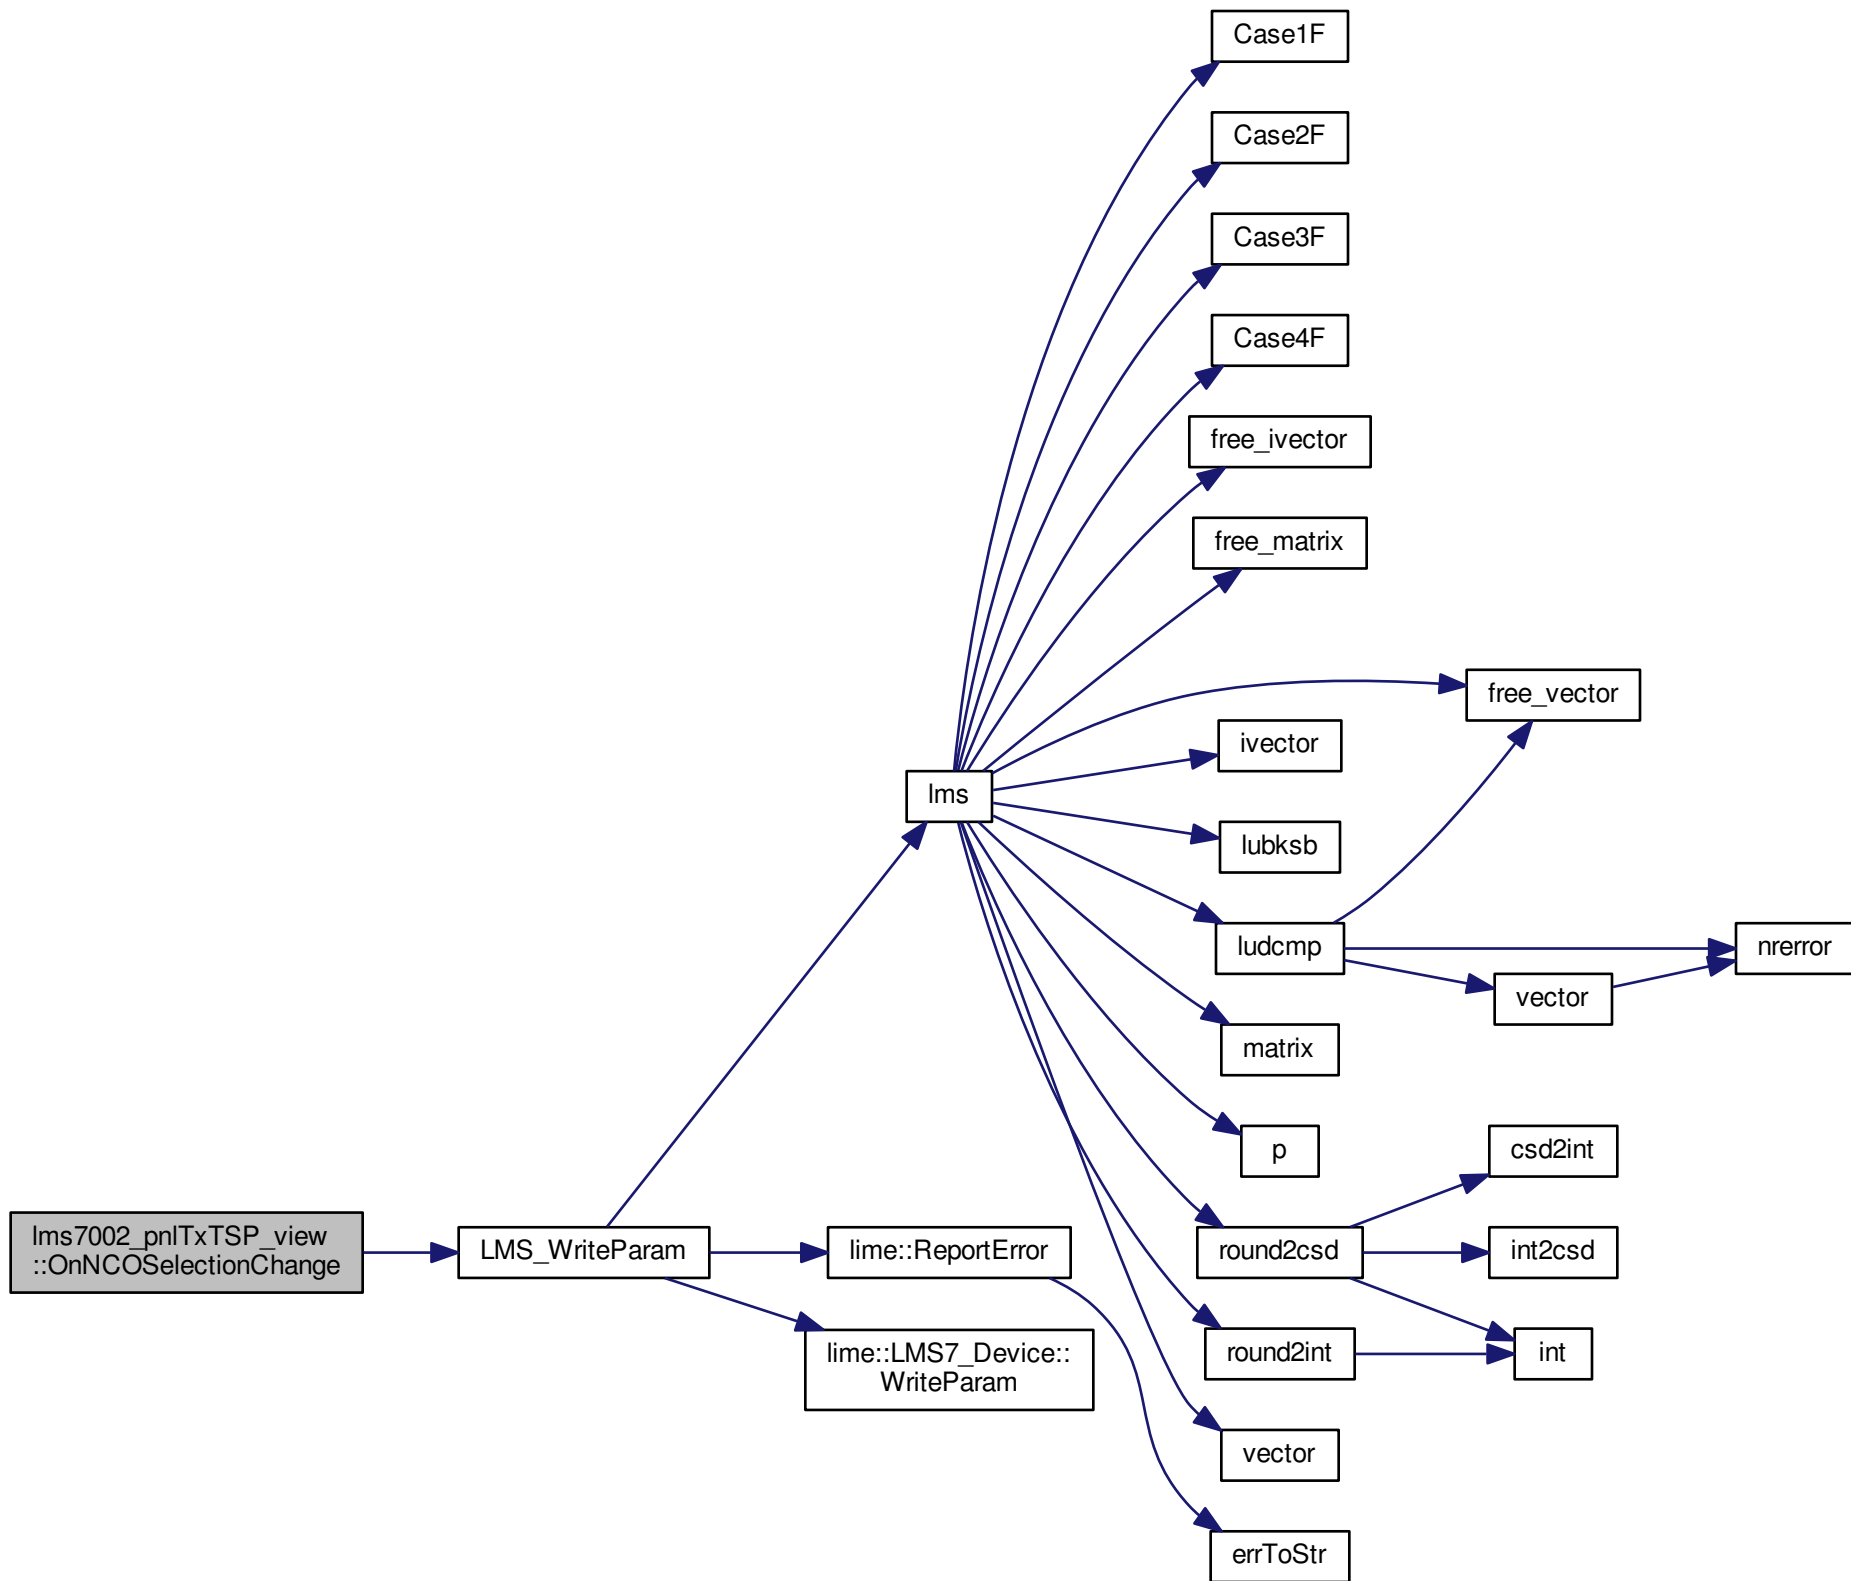 Case1F
Case2F
Case3F
Case4F
free_ivector
free_matrix
free_vector
ivector
lms
lubksb
ludcmp
nrerror
vector
matrix
p
csd2int
lms7002_pnlTxTSP_view
::OnNCOSelectionChange
LMS_WriteParam
lime::ReportError
round2csd
int2csd
lime::LMS7_Device::
WriteParam
round2int
int
vector
errToStr